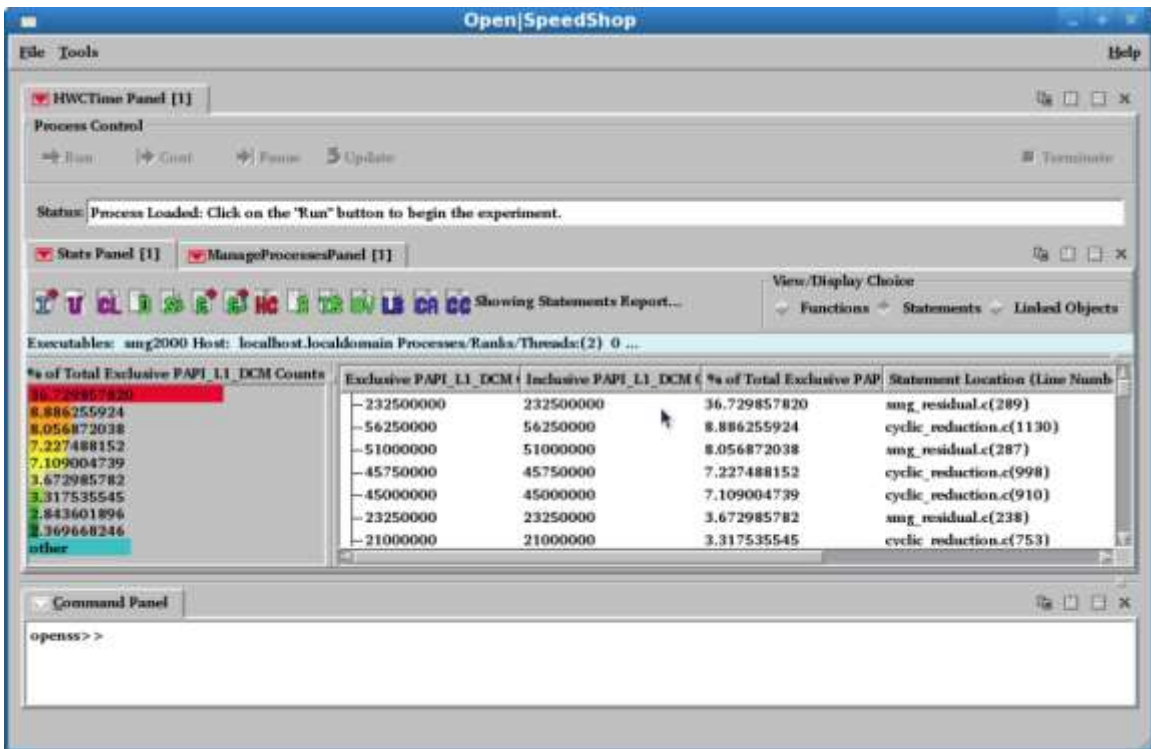 Open|SpeedShop
File Tools Help
HWCTime Panel [1]
Process Control
Run Cont Pause Update Terminate
Status: Process Loaded: Click on the "Run" button to begin the experiment.
Stats Panel [1] ManageProcessesPanel [1]
View/Display Choice
I U CL HC TS LB CA CC Showing Statements Report... Functions Statements Linked Objects
Executables: smg2000 Host: localhost.localdomain Processes/Ranks/Threads:(2) 0 ...
% of Total Exclusive PAPI_L1_DCM Counts
36.729857820
8.886255924
8.056872038
7.227488152
7.109004739
3.672985782
3.317535545
2.843601896
2.369668246
other
Exclusive PAPI_L1_DCM Inclusive PAPI_L1_DCM % of Total Exclusive PAP Statement Location (Line Numb
232500000 232500000 36.729857820 smg_residual.c(289)
56250000 56250000 8.886255924 cyclic_reduction.c(1130)
51000000 51000000 8.056872038 smg_residual.c(287)
45750000 45750000 7.227488152 cyclic_reduction.c(998)
45000000 45000000 7.109004739 cyclic_reduction.c(910)
23250000 23250000 3.672985782 smg_residual.c(238)
21000000 21000000 3.317535545 cyclic_reduction.c(753)
Command Panel
openss>>